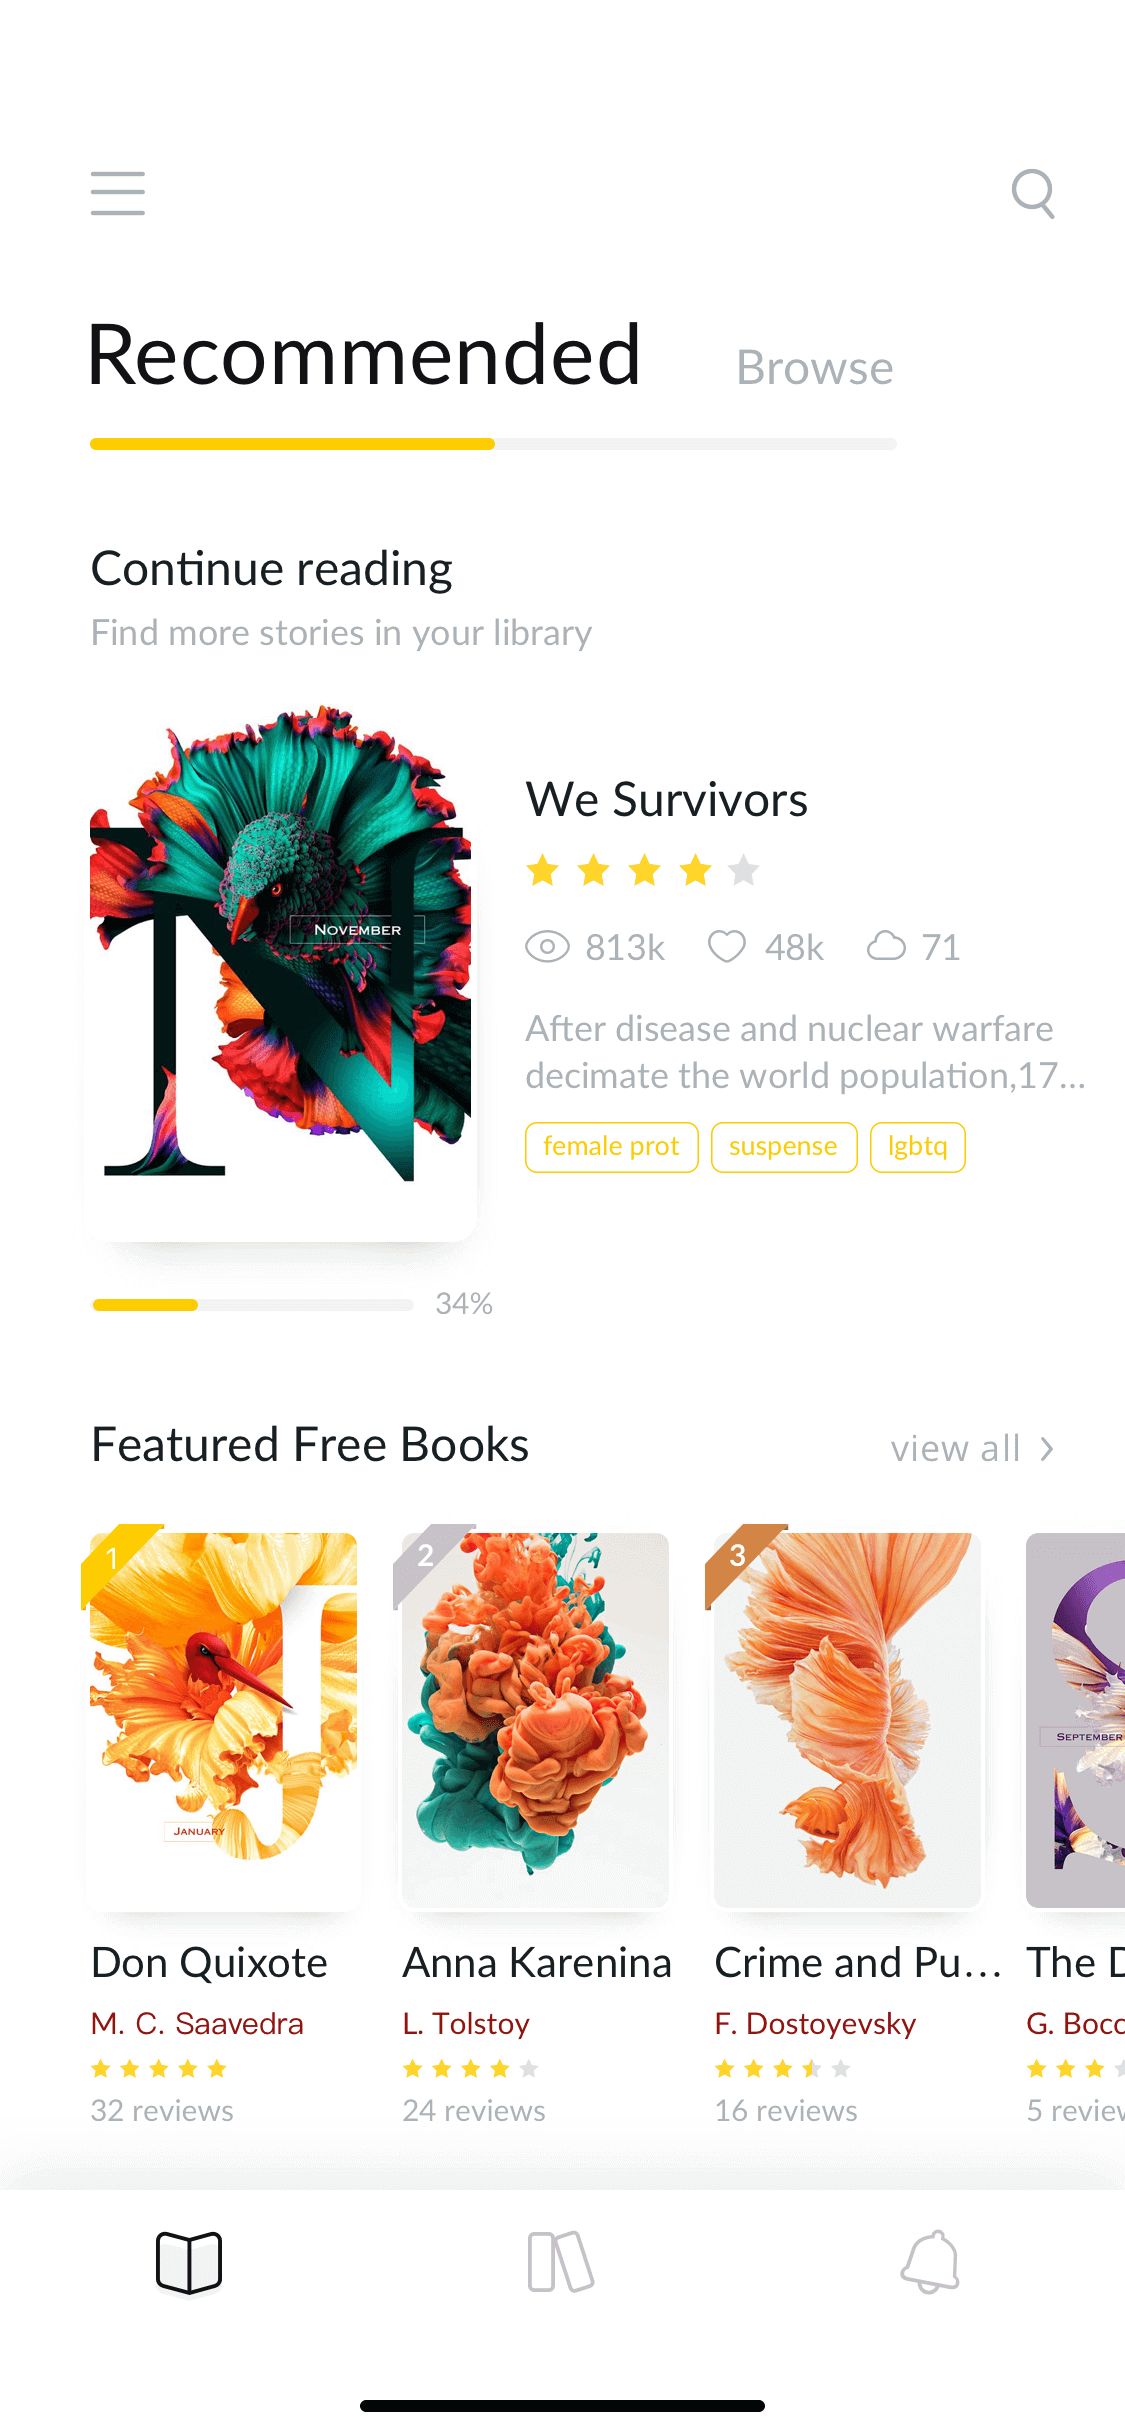 Recommended
Browse
Continue reading
Find more stories in your library
NOVEMBER
We Survivors
813k
48k
71
After disease and nuclear warfare
decimate the world population,17...
female prot
suspense
lgbtq
34%
Featured Free Books
view all
1
2
3
JANUARY
SEPTEMBER
Don Quixote
Anna Karenina
Crime and Pu...
The D
M. C. Saavedra
L. Tolstoy
F. Dostoyevsky
G. Bocc
32 reviews
24 reviews
16 reviews
5 review